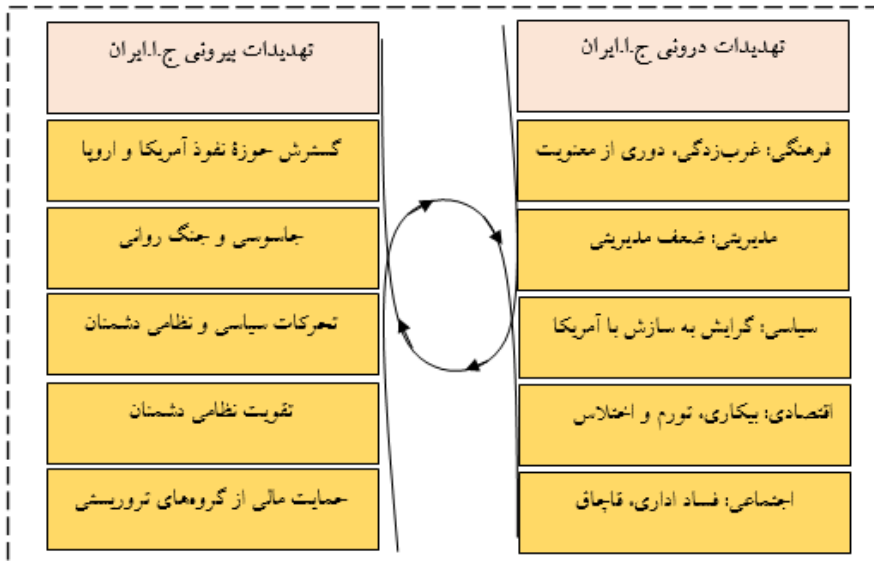 تهدیدات درونی ج.ا.ایران
فرهنگی: غرب‌زدگی، دوری از معنویت
مدیریتی: ضعف مدیریتی
سیاسی: گرایش به سازش با آمریکا
اقتصادی: بیکاری، تورم و اختلاس
اجتماعی: فساد اداری، قاچاق
تهدیدات بیرونی ج.ا.ایران
گسترش حوزهٔ نفوذ آمریکا و اروپا
جاسوسی و جنگ روانی
تحرکات سیاسی و نظامی دشمنان
تقویت نظامی دشمنان
حمایت مالی از گروه‌های تروریستی